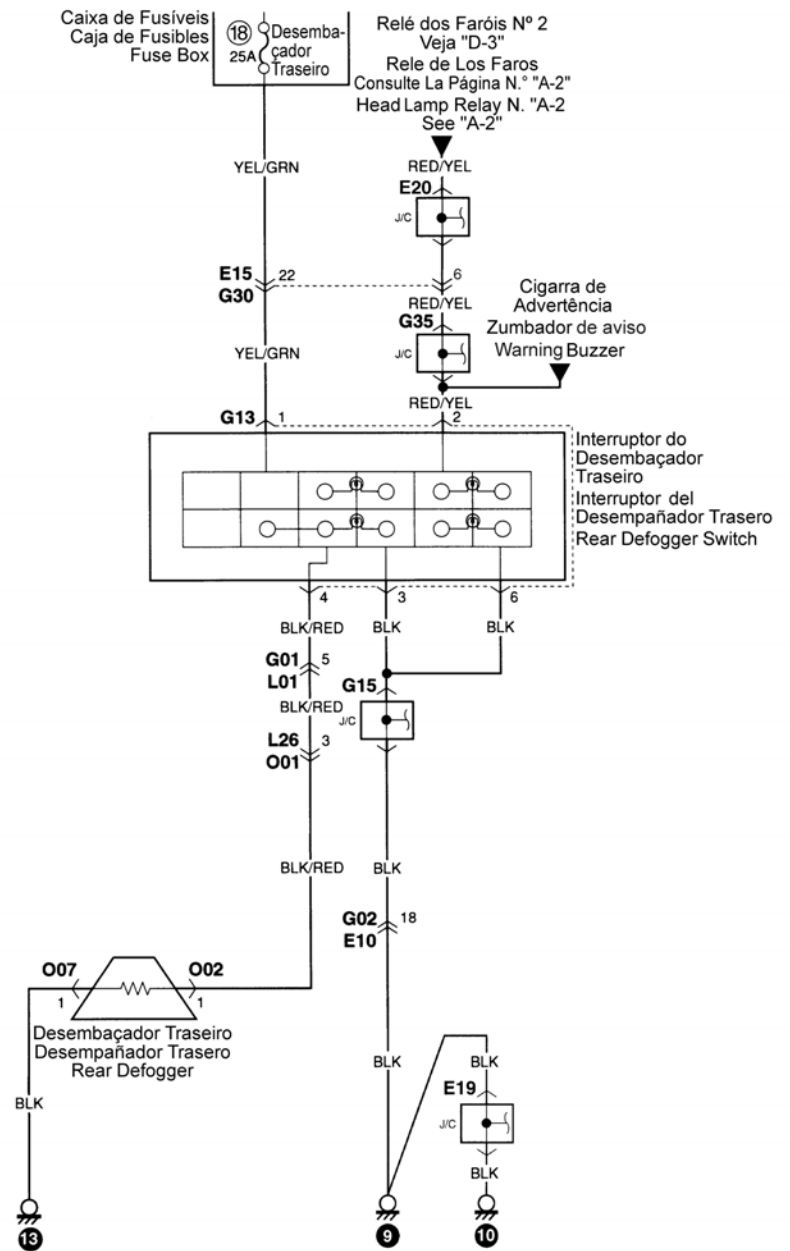 Caixa de Fusíveis
Caja de Fusibles
Fuse Box
18
25A
Desemba-
çador
Traseiro
Relé dos Faróis Nº 2
Veja "D-3"
Rele de Los Faros
Consulte La Página N.° "A-2"
Head Lamp Relay N. "A-2
See "A-2"
YEL/GRN
RED/YEL
E20
J/C
E15
22
6
G30
RED/YEL
Cigarra de
Advertência
Zumbador de aviso
Warning Buzzer
G35
J/C
YEL/GRN
RED/YEL
G13
1
2
Interruptor do
Desembaçador
Traseiro
Interruptor del
Desempañador Trasero
Rear Defogger Switch
4
3
6
BLK/RED
BLK
BLK
G01
5
L01
G15
BLK/RED
J/C
L26
3
O01
BLK/RED
BLK
G02
18
E10
O07
O02
1
1
Desembaçador Traseiro
Desempañador Trasero
Rear Defogger
BLK
BLK
BLK
E19
J/C
BLK
13
9
10